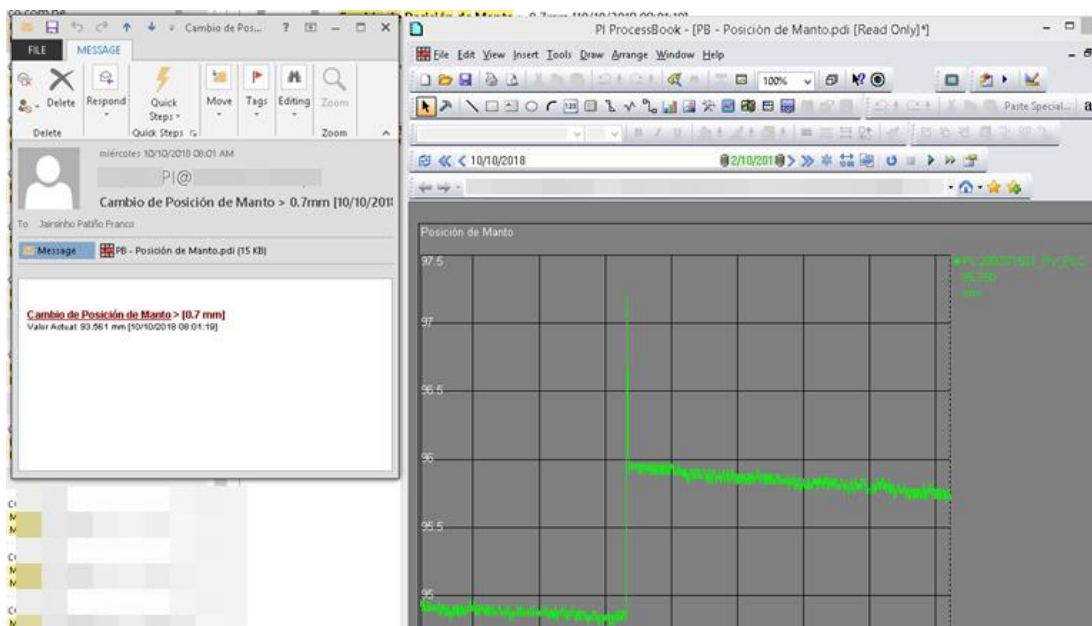 Cambio de Pos...
FILE
MESSAGE
Delete
Respond
Quick Steps
Move
Tags
Editing
Zoom
Delete
Quick Steps
Zoom
miércoles 10/10/2018 08:01 AM
PI@
Cambio de Posición de Manto > 0.7mm [10/10/201
To Jairsinho Patiño Franco
Message
PB - Posición de Manto.pdi (15 KB)
Cambio de Posición de Manto > [0.7 mm]
Valor Actual: 93.561 mm [10/10/2018 08:01:19]
PI ProcessBook - [PB - Posición de Manto.pdi [Read Only]*]
File Edit View Insert Tools Draw Arrange Window Help
100%
Paste Special...
10/10/2018
2/10/201
Posición de Manto
97.5
97
96.5
96
95.5
95